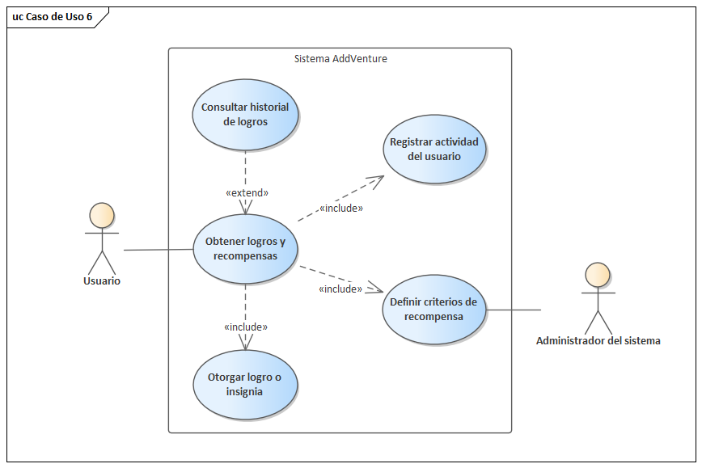 uc Caso de Uso 6
Sistema AddVenture
Consultar historial
de logros
Registrar actividad
del usuario
«extend»
«include»
Obtener logros y
recompensas
Usuario
«include»
Definir criterios de
recompensa
«include»
Administrador del sistema
Otorgar logro o
insignia